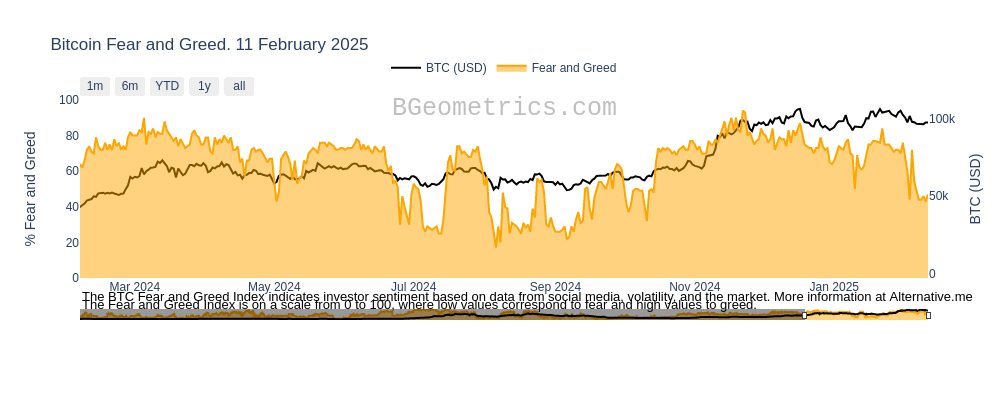 Bitcoin Fear and Greed. 11 February 2025
BTC (USD) Fear and Greed
1m 6m YTD 1y all
BGeometrics.com
100
80
60
40
20
0
% Fear and Greed
100k
50k
0
BTC (USD)
Mar 2024 May 2024 Jul 2024 Sep 2024 Nov 2024 Jan 2025
The BTC Fear and Greed Index indicates investor sentiment based on data from social media, volatility, and the market. More information at Alternative.me
The Fear and Greed Index is on a scale from 0 to 100, where low values correspond to fear and high values to greed.